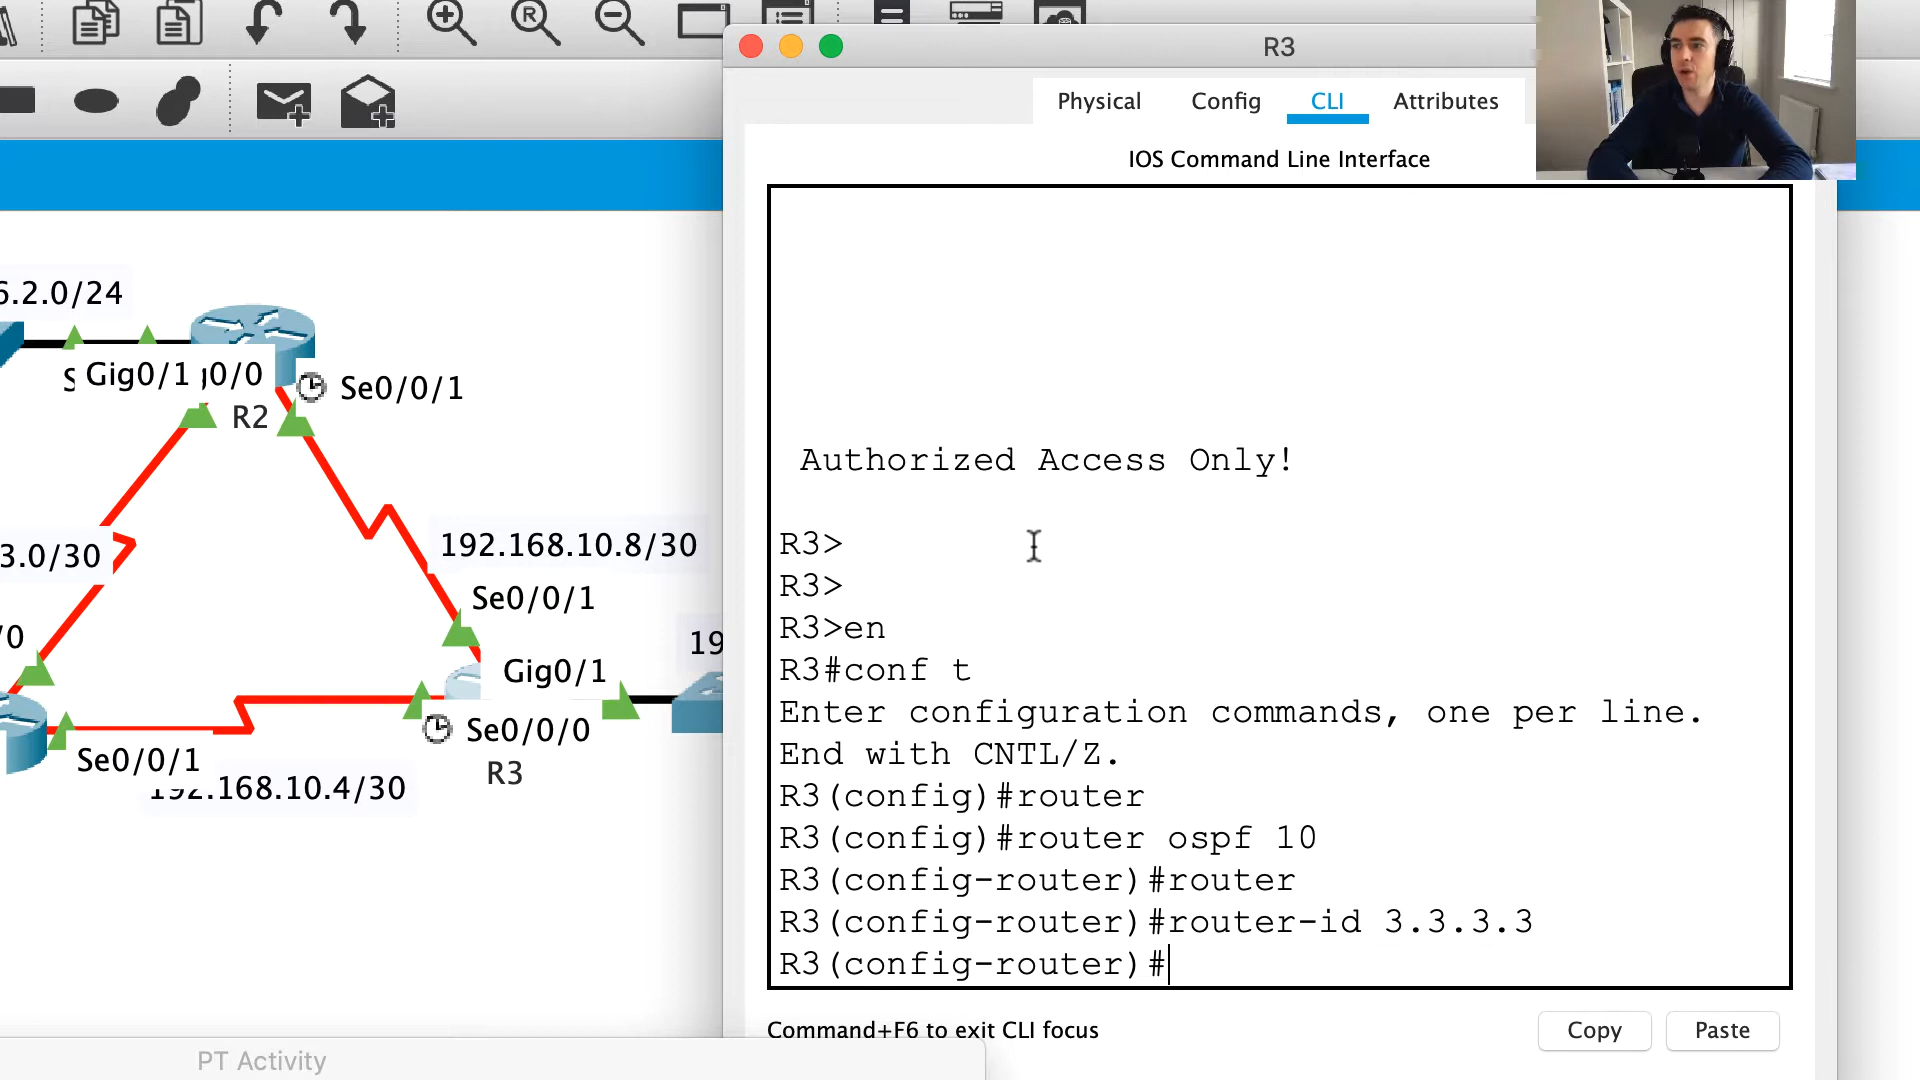 R
R3
Physical Config CLI Attributes
IOS Command Line Interface
6.2.0/24
Gig0/1
0/0
Se0/0/1
R2
3.0/30
192.168.10.8/30
Se0/0/1
/0
19
Gig0/1
Se0/0/0
R3
Se0/0/1
192.168.10.4/30
Authorized Access Only!
R3>
R3>
R3>en
R3#conf t
Enter configuration commands, one per line.
End with CNTL/Z.
R3(config)#router
R3(config)#router ospf 10
R3(config-router)#router
R3(config-router)#router-id 3.3.3.3
R3(config-router)#
Command+F6 to exit CLI focus
Copy Paste
PT Activity